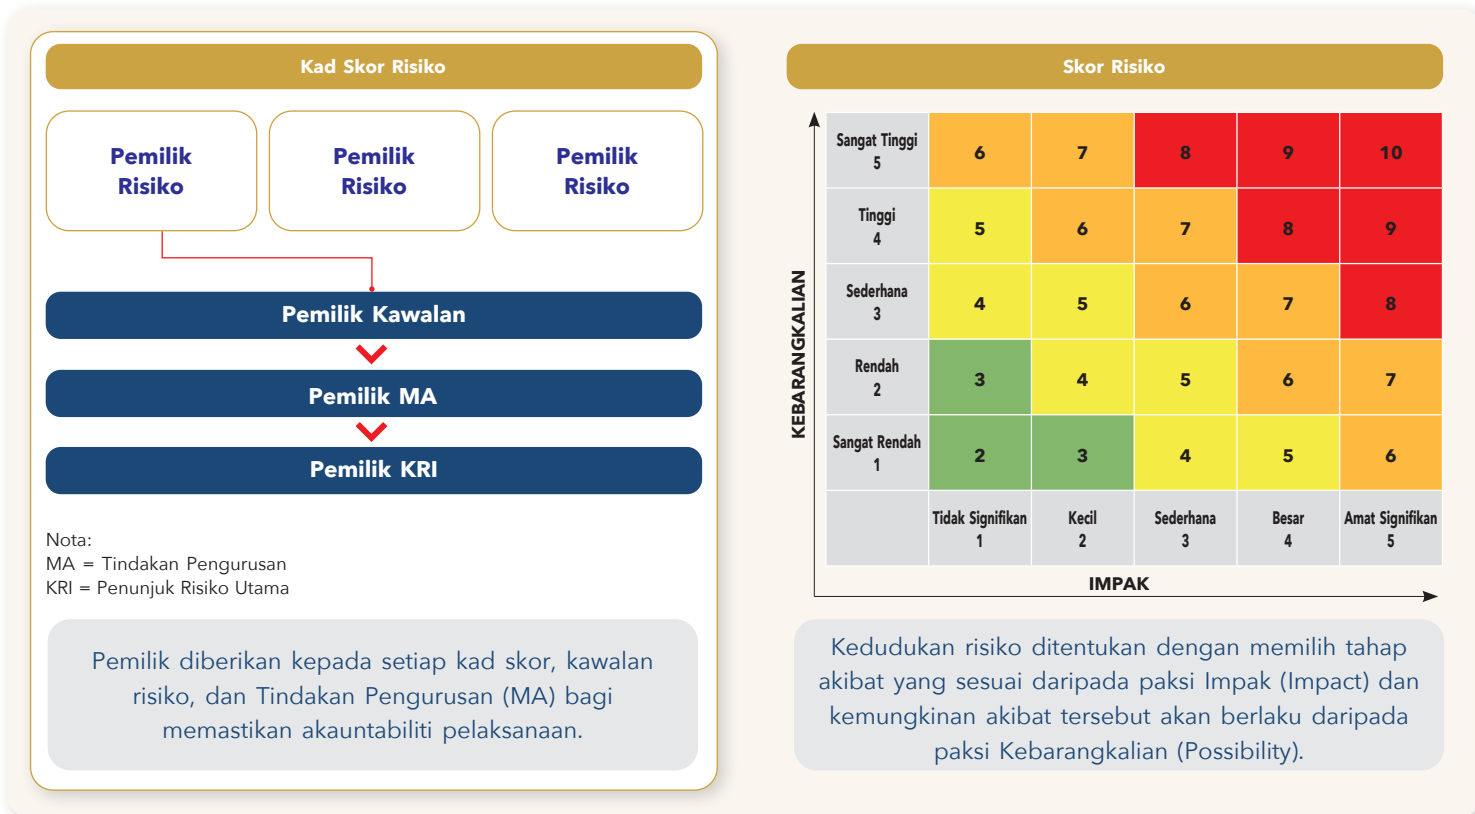 Kad Skor Risiko
Pemilik
Risiko
Pemilik
Risiko
Pemilik
Risiko
Pemilik Kawalan
Pemilik MA
Pemilik KRI
Nota:
MA = Tindakan Pengurusan
KRI = Penunjuk Risiko Utama
Pemilik diberikan kepada setiap kad skor, kawalan
risiko, dan Tindakan Pengurusan (MA) bagi
memastikan akauntabiliti pelaksanaan.
Skor Risiko
KEBARANGKALIAN
Sangat Tinggi
5
6
7
8
9
10
Tinggi
4
5
6
7
8
9
Sederhana
3
4
5
6
7
8
Rendah
2
3
4
5
6
7
Sangat Rendah
1
2
3
4
5
6
Tidak Signifikan
1
Kecil
2
Sederhana
3
Besar
4
Amat Signifikan
5
IMPAK
Kedudukan risiko ditentukan dengan memilih tahap
akibat yang sesuai daripada paksi Impak (Impact) dan
kemungkinan akibat tersebut akan berlaku daripada
paksi Kebarangkalian (Possibility).